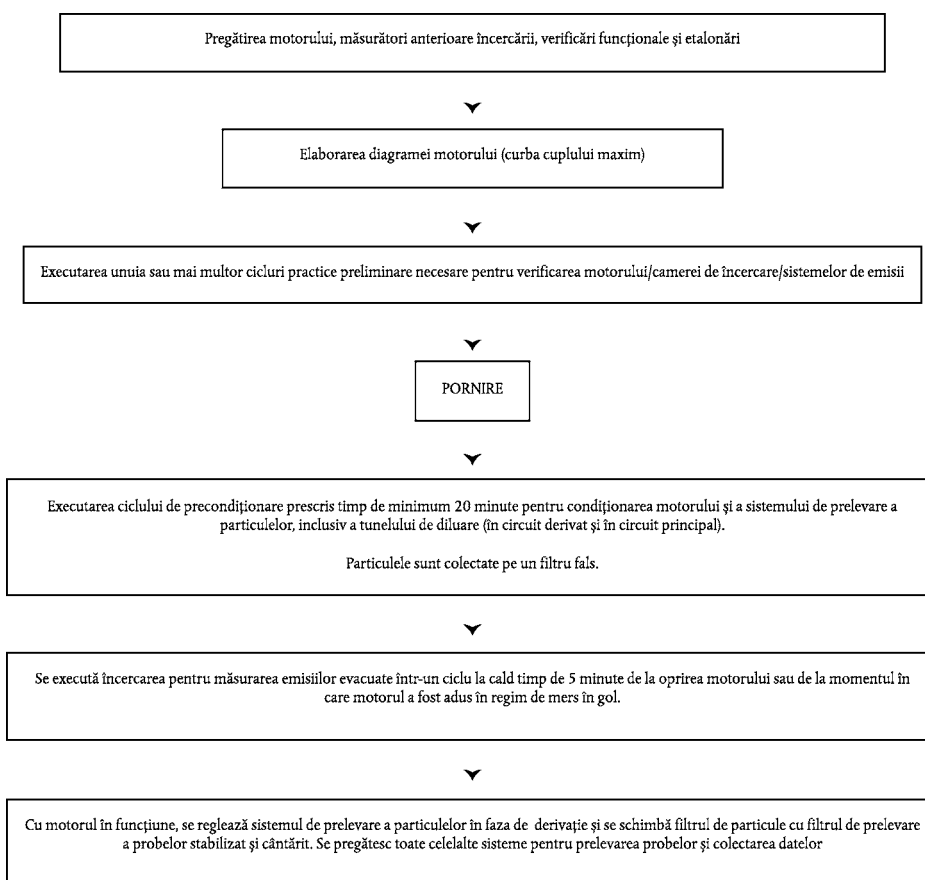 Pregătirea motorului, măsurători anterioare încercării, verificări funcționale și etalonări
Elaborarea diagramei motorului (curba cuplului maxim)
Executarea unuia sau mai multor cicluri practice preliminare necesare pentru verificarea motorului/camerei de încercare/sistemelor de emisii
PORNIRE
Executarea ciclului de precondiționare prescris timp de minimum 20 minute pentru condiționarea motorului și a sistemului de prelevare a
particulelor, inclusiv a tunelului de diluare (în circuit derivat și în circuit principal).
Particulele sunt colectate pe un filtru fals.
Se execută încercarea pentru măsurarea emisiilor evacuate într-un ciclu la cald timp de 5 minute de la oprirea motorului sau de la momentul în
care motorul a fost adus în regim de mers în gol.
Cu motorul în funcțiune, se reglează sistemul de prelevare a particulelor în faza de derivație și se schimbă filtrul de particule cu filtrul de prelevare
a probelor stabilizat și cântărit. Se pregătesc toate celelalte sisteme pentru prelevarea probelor și colectarea datelor